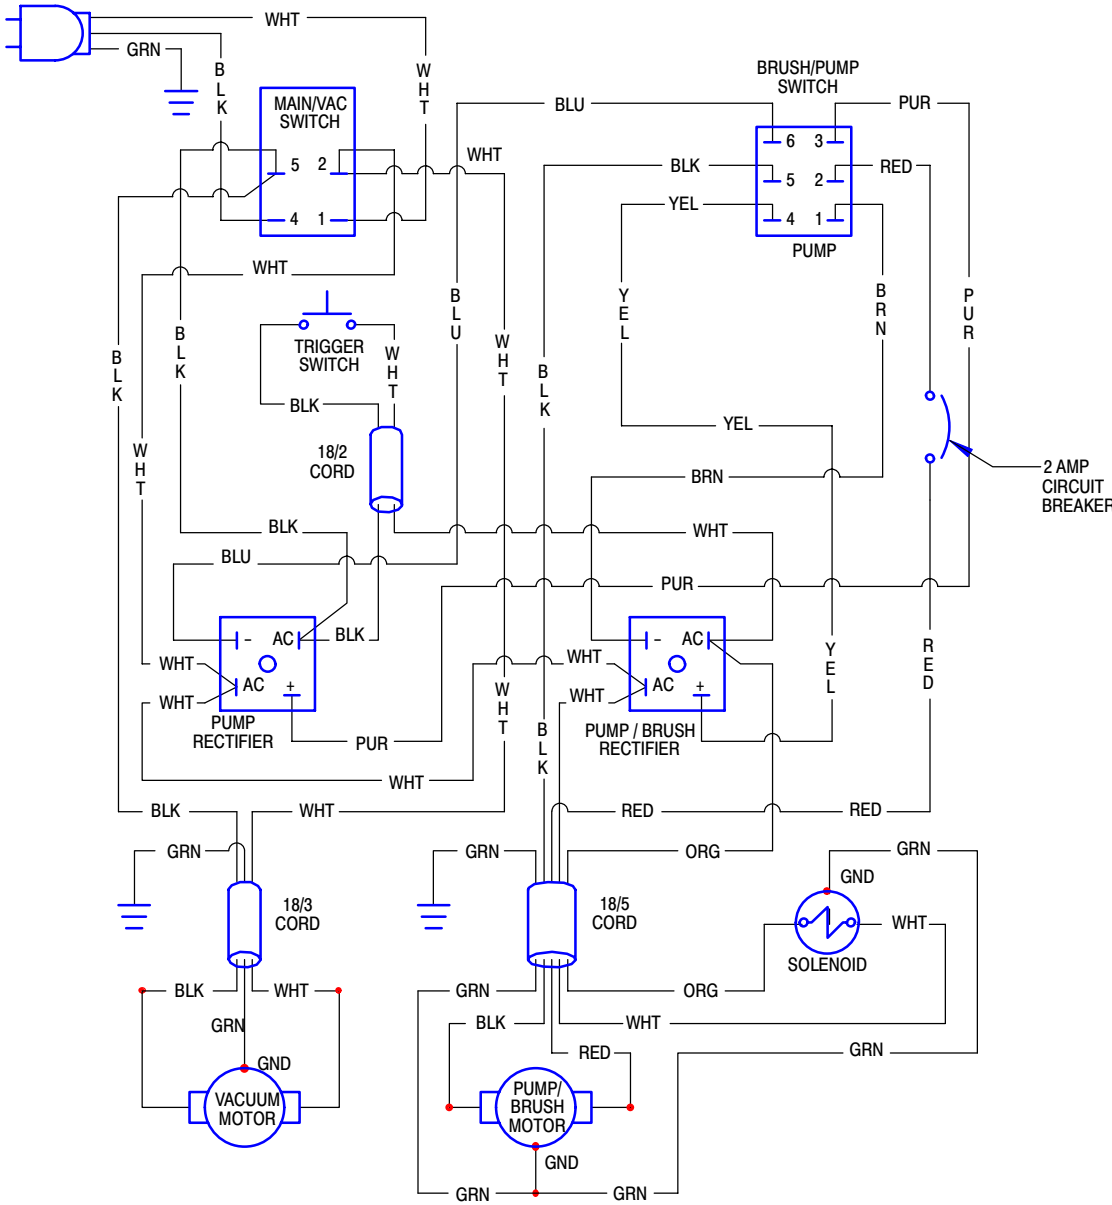 WHT
GRN
BLK
WHT
MAIN/VAC
SWITCH
5 2
4 1
WHT
BLU
BRUSH/PUMP
SWITCH
PUR
6 3
BLK
RED
5 2
YEL
4 1
PUMP
WHT
BLK
BLK
WHT
BLU
WHT
BLK
YEL
BRN
PUR
TRIGGER
SWITCH
WHT
BLK
18/2
CORD
YEL
BRN
2 AMP
CIRCUIT
BREAKER
BLK
WHT
BLU
PUR
- AC
BLK
AC
+
WHT
WHT
PUMP
RECTIFIER
PUR
WHT
WHT
WHT
WHT
- AC
AC
+
PUMP / BRUSH
RECTIFIER
BLK
YEL
RED
BLK
WHT
RED
RED
GRN
GRN
ORG
GRN
GND
18/3
CORD
18/5
CORD
WHT
SOLENOID
BLK
WHT
GRN
ORG
GRN
BLK
WHT
GND
RED
GRN
VACUUM
MOTOR
PUMP/
BRUSH
MOTOR
GND
GRN
GRN